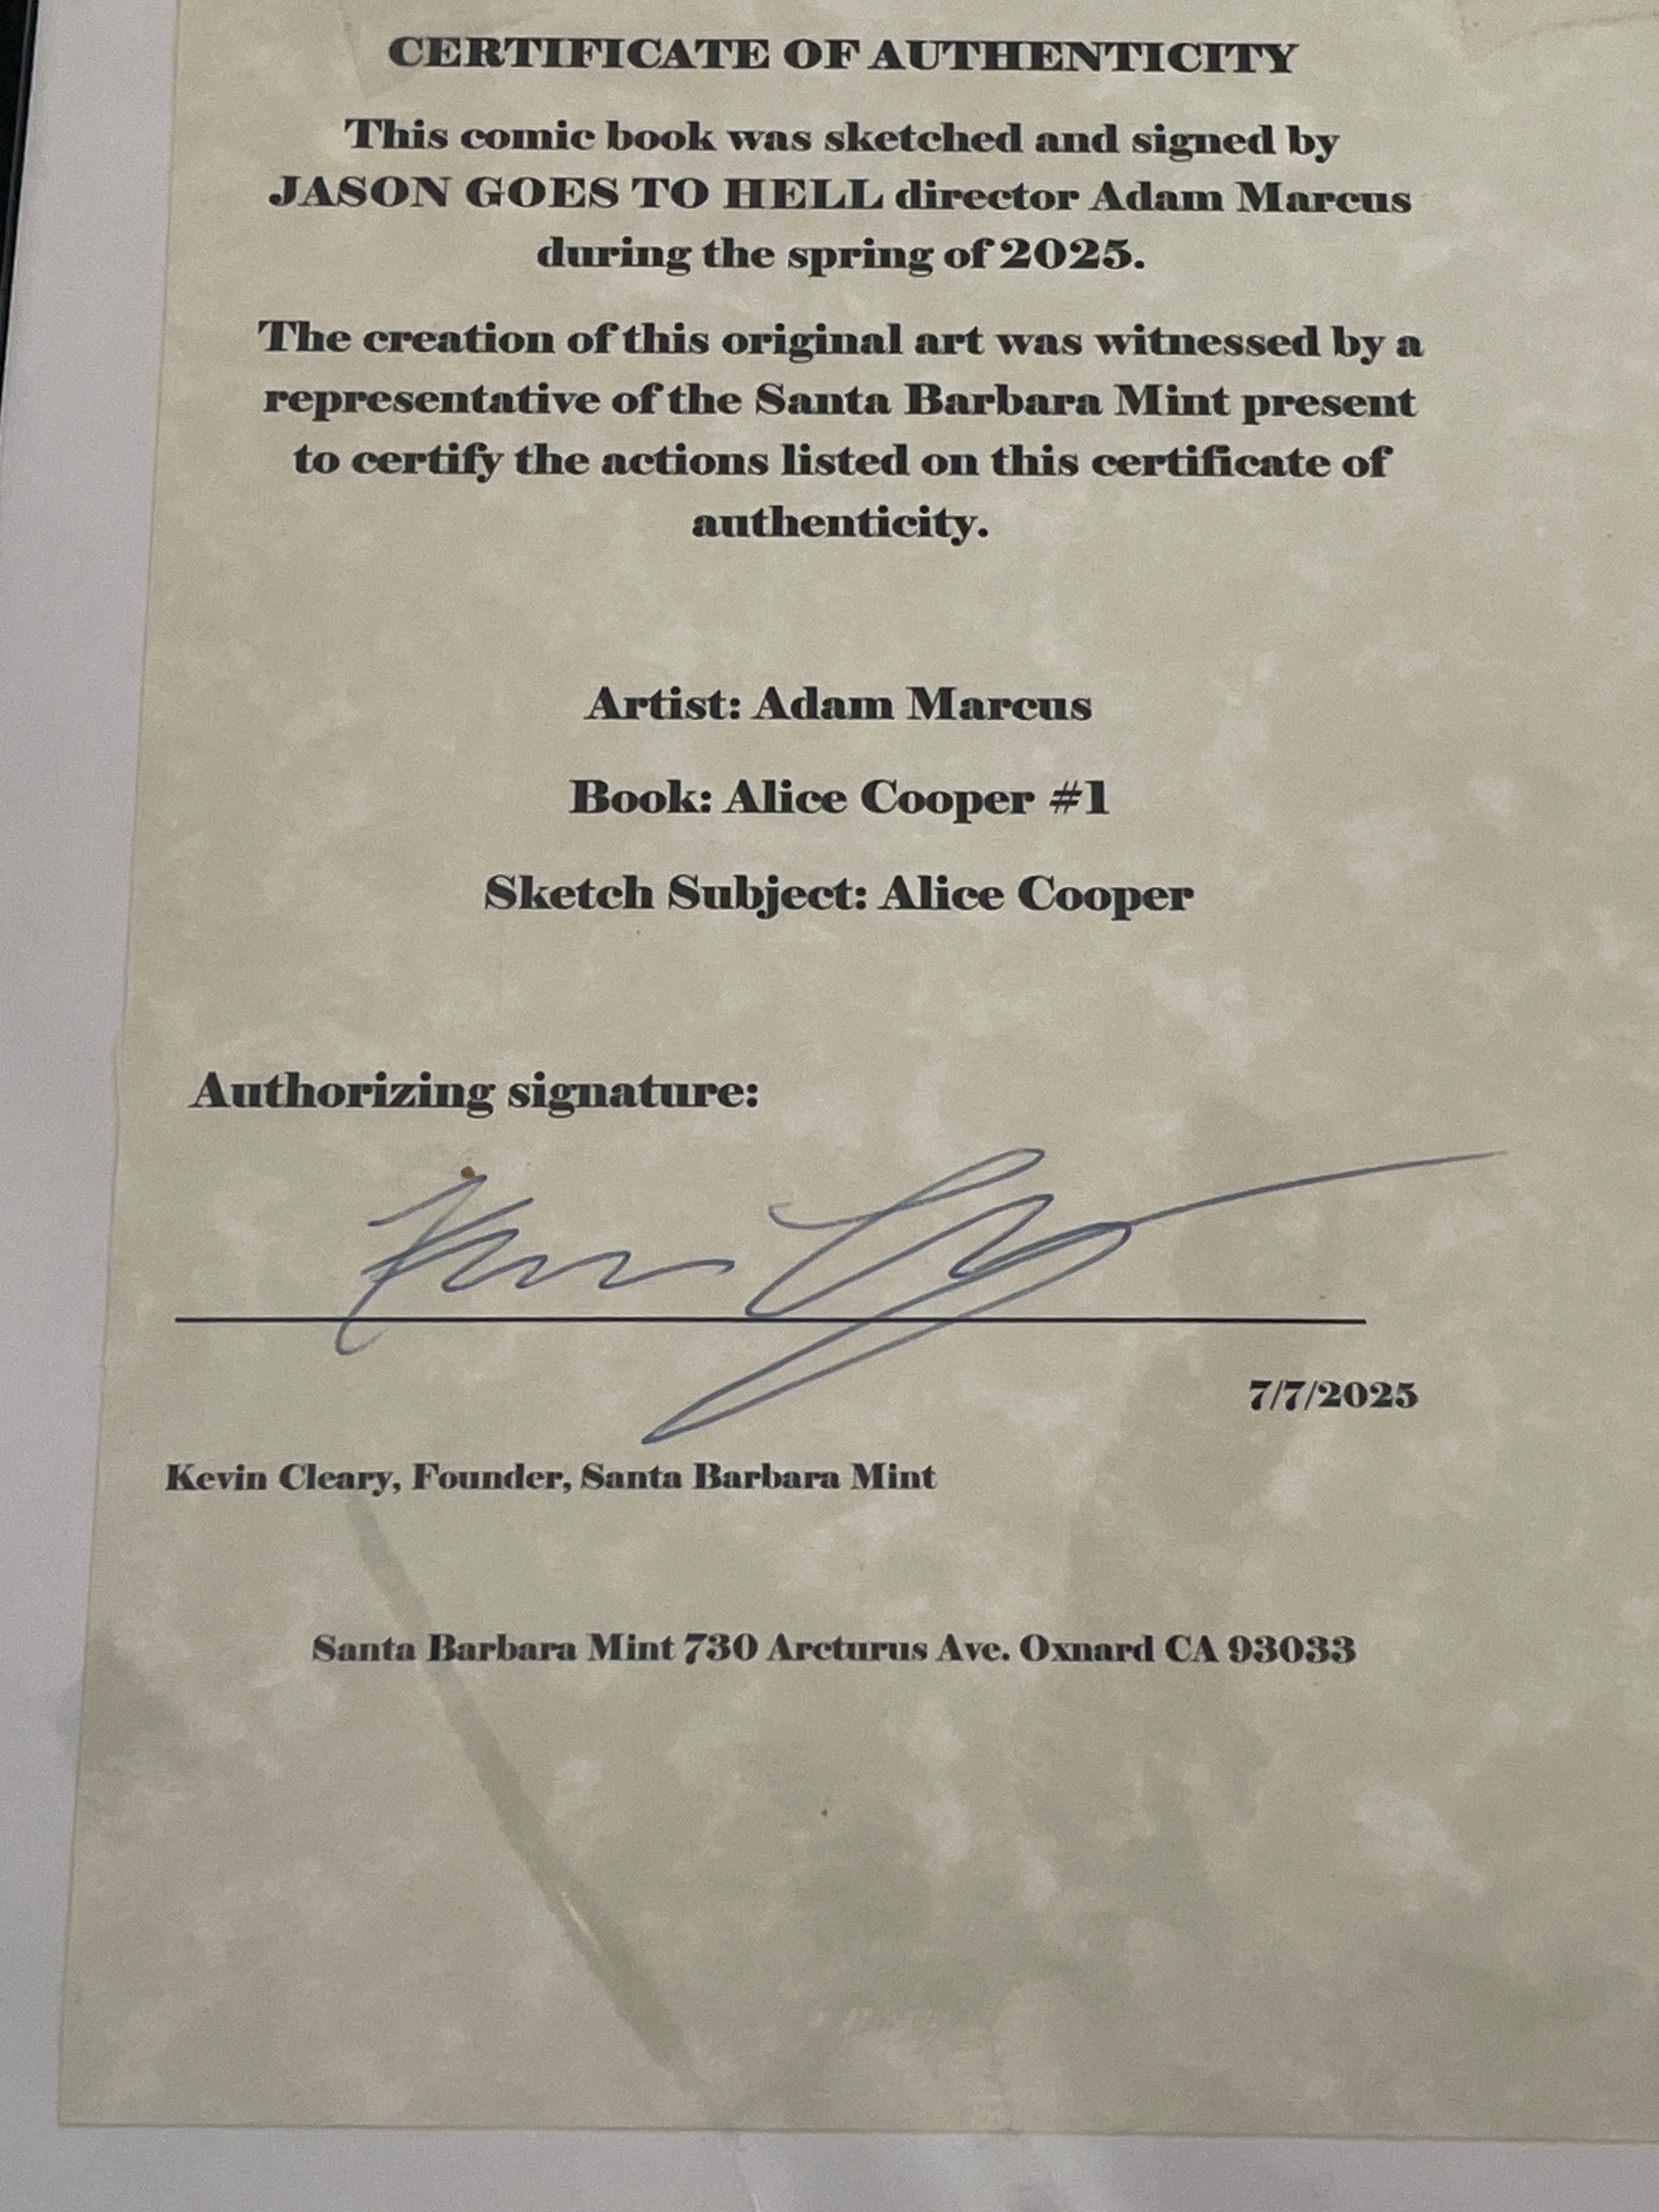 CERTIFICATE OF AUTHENTICITY
This comic book was sketched and signed by
JASON GOES TO HELL director Adam Marcus
during the spring of 2025.
The creation of this original art was witnessed by a
representative of the Santa Barbara Mint present
to certify the actions listed on this certificate of
authenticity.
Artist: Adam Marcus
Book: Alice Cooper #1
Sketch Subject: Alice Cooper
Authorizing signature:
7/7/2025
Kevin Cleary, Founder, Santa Barbara Mint
Santa Barbara Mint 730 Arcturus Ave. Oxnard CA 93033